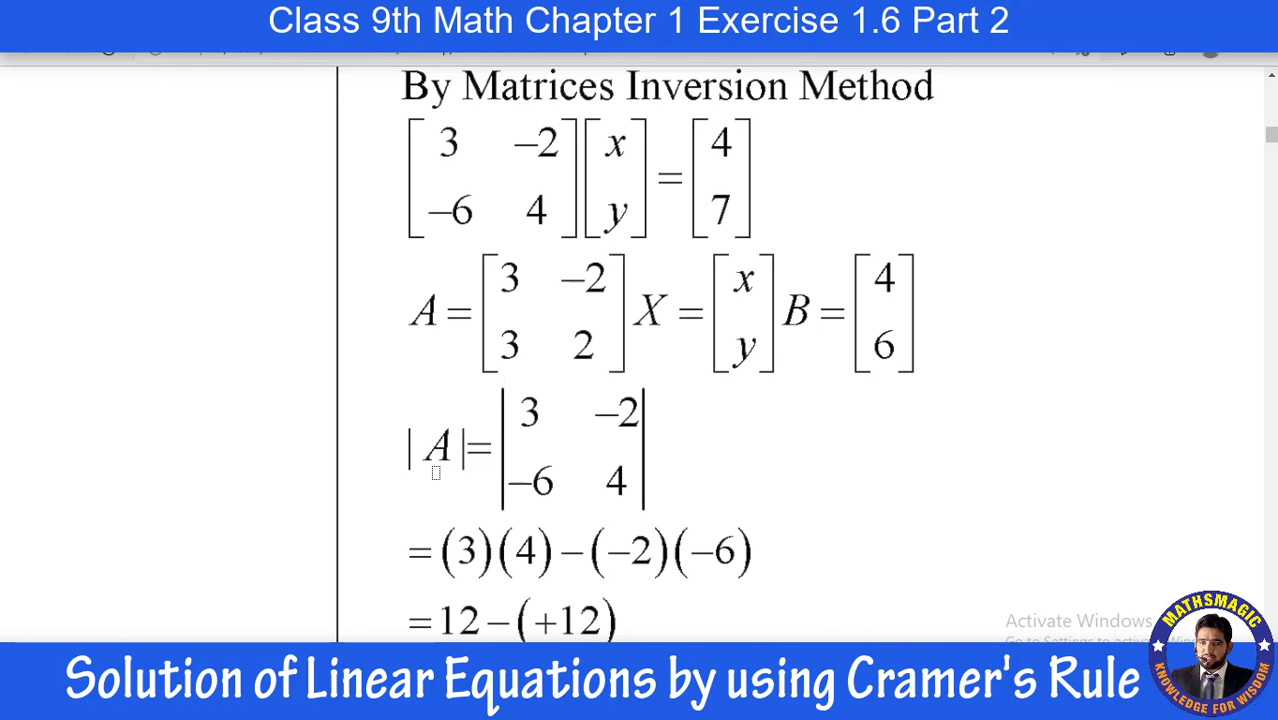 Class 9th Math Chapter 1 Exercise 1.6 Part 2
By Matrices Inversion Method
[3 –2; –6 4] [x; y] = [4; 7]
A = [3 –2; 3 2] X = [x; y] B = [4; 6]
| A | = |3 –2; –6 4|
= (3)(4) – (–2)(–6)
= 12 – (+12)
Activate Windows
MATHSMAGIC
KNOWLEDGE FOR WISDOM
Solution of Linear Equations by using Cramer's Rule